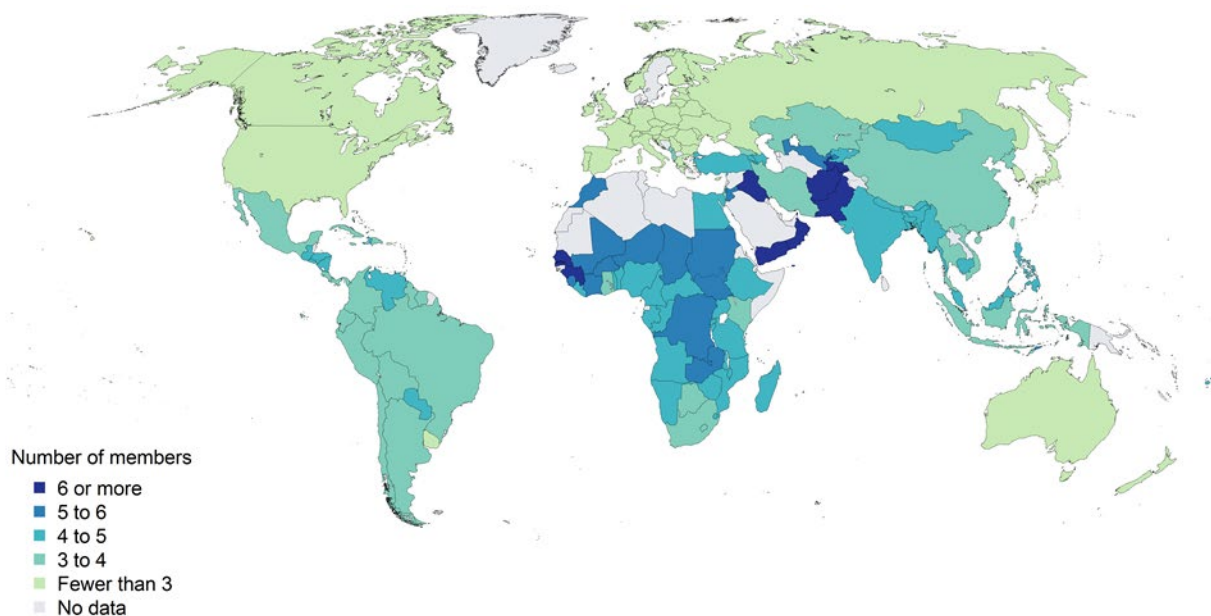 Number of members
6 or more
5 to 6
4 to 5
3 to 4
Fewer than 3
No data